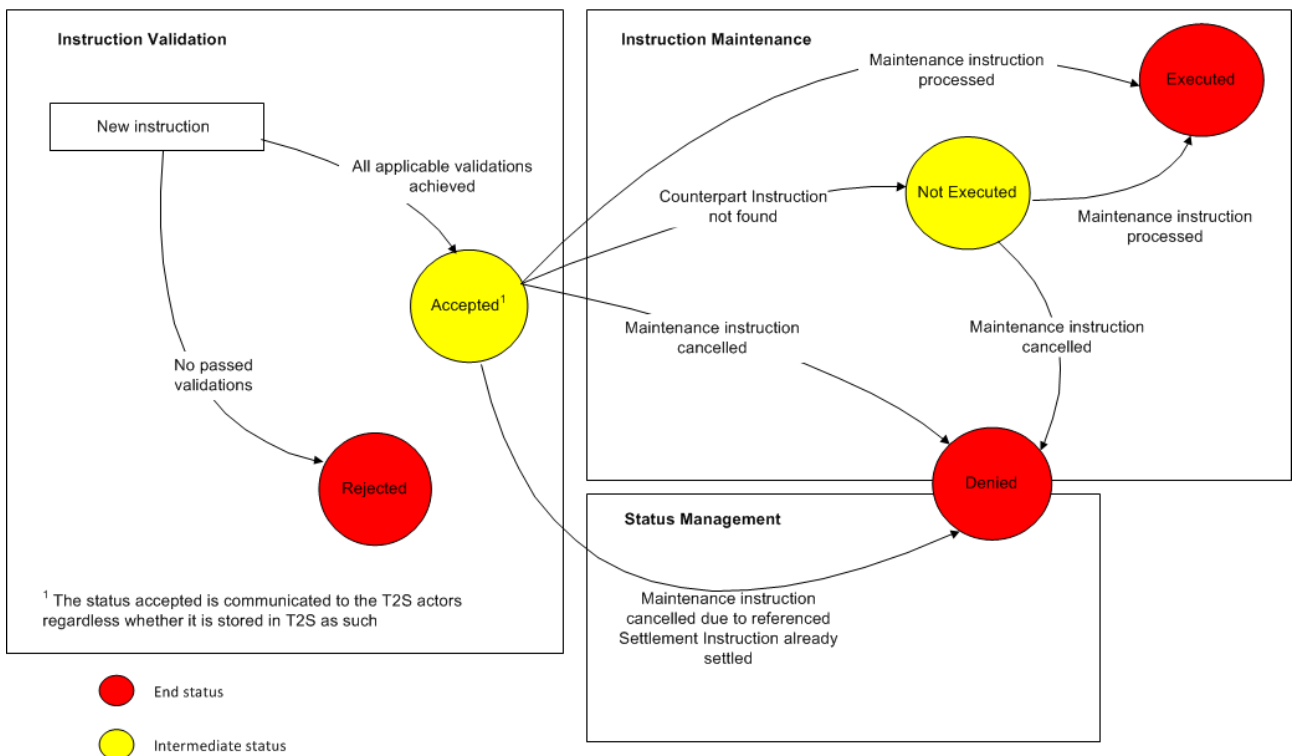 Instruction Validation
New instruction
All applicable validations
achieved
Accepted1
No passed
validations
Rejected
1 The status accepted is communicated to the T2S actors
regardless whether it is stored in T2S as such
Instruction Maintenance
Maintenance instruction
processed
Executed
Counterpart Instruction
not found
Not Executed
Maintenance instruction
processed
Maintenance instruction
cancelled
Maintenance instruction
cancelled
Denied
Status Management
Maintenance instruction
cancelled due to referenced
Settlement Instruction already
settled
End status
Intermediate status